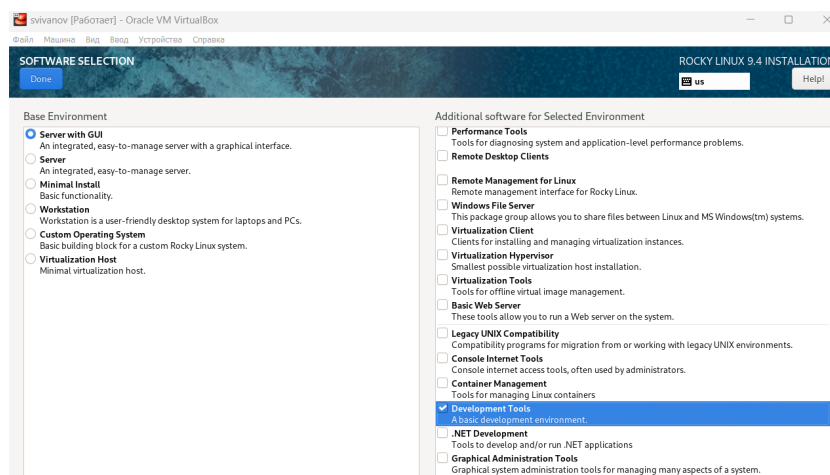 svivanov [Работает] - Oracle VM VirtualBox
Файл Машина Вид Ввод Устройства Справка
SOFTWARE SELECTION
ROCKY LINUX 9.4 INSTALLATION
Done
us
Help!
Base Environment
Server with GUI
An integrated, easy-to-manage server with a graphical interface.
Server
An integrated, easy-to-manage server.
Minimal Install
Basic functionality.
Workstation
Workstation is a user-friendly desktop system for laptops and PCs.
Custom Operating System
Basic building block for a custom Rocky Linux system.
Virtualization Host
Minimal virtualization host.
Additional software for Selected Environment
Performance Tools
Tools for diagnosing system and application-level performance problems.
Remote Desktop Clients
Remote Management for Linux
Remote management interface for Rocky Linux.
Windows File Server
This package group allows you to share files between Linux and MS Windows(tm) systems.
Virtualization Client
Clients for installing and managing virtualization instances.
Virtualization Hypervisor
Smallest possible virtualization host installation.
Virtualization Tools
Tools for offline virtual image management.
Basic Web Server
These tools allow you to run a Web server on the system.
Legacy UNIX Compatibility
Compatibility programs for migration from or working with legacy UNIX environments.
Console Internet Tools
Console internet access tools, often used by administrators.
Container Management
Tools for managing Linux containers
Development Tools
A basic development environment.
.NET Development
Tools to develop and/or run .NET applications
Graphical Administration Tools
Graphical system administration tools for managing many aspects of a system.